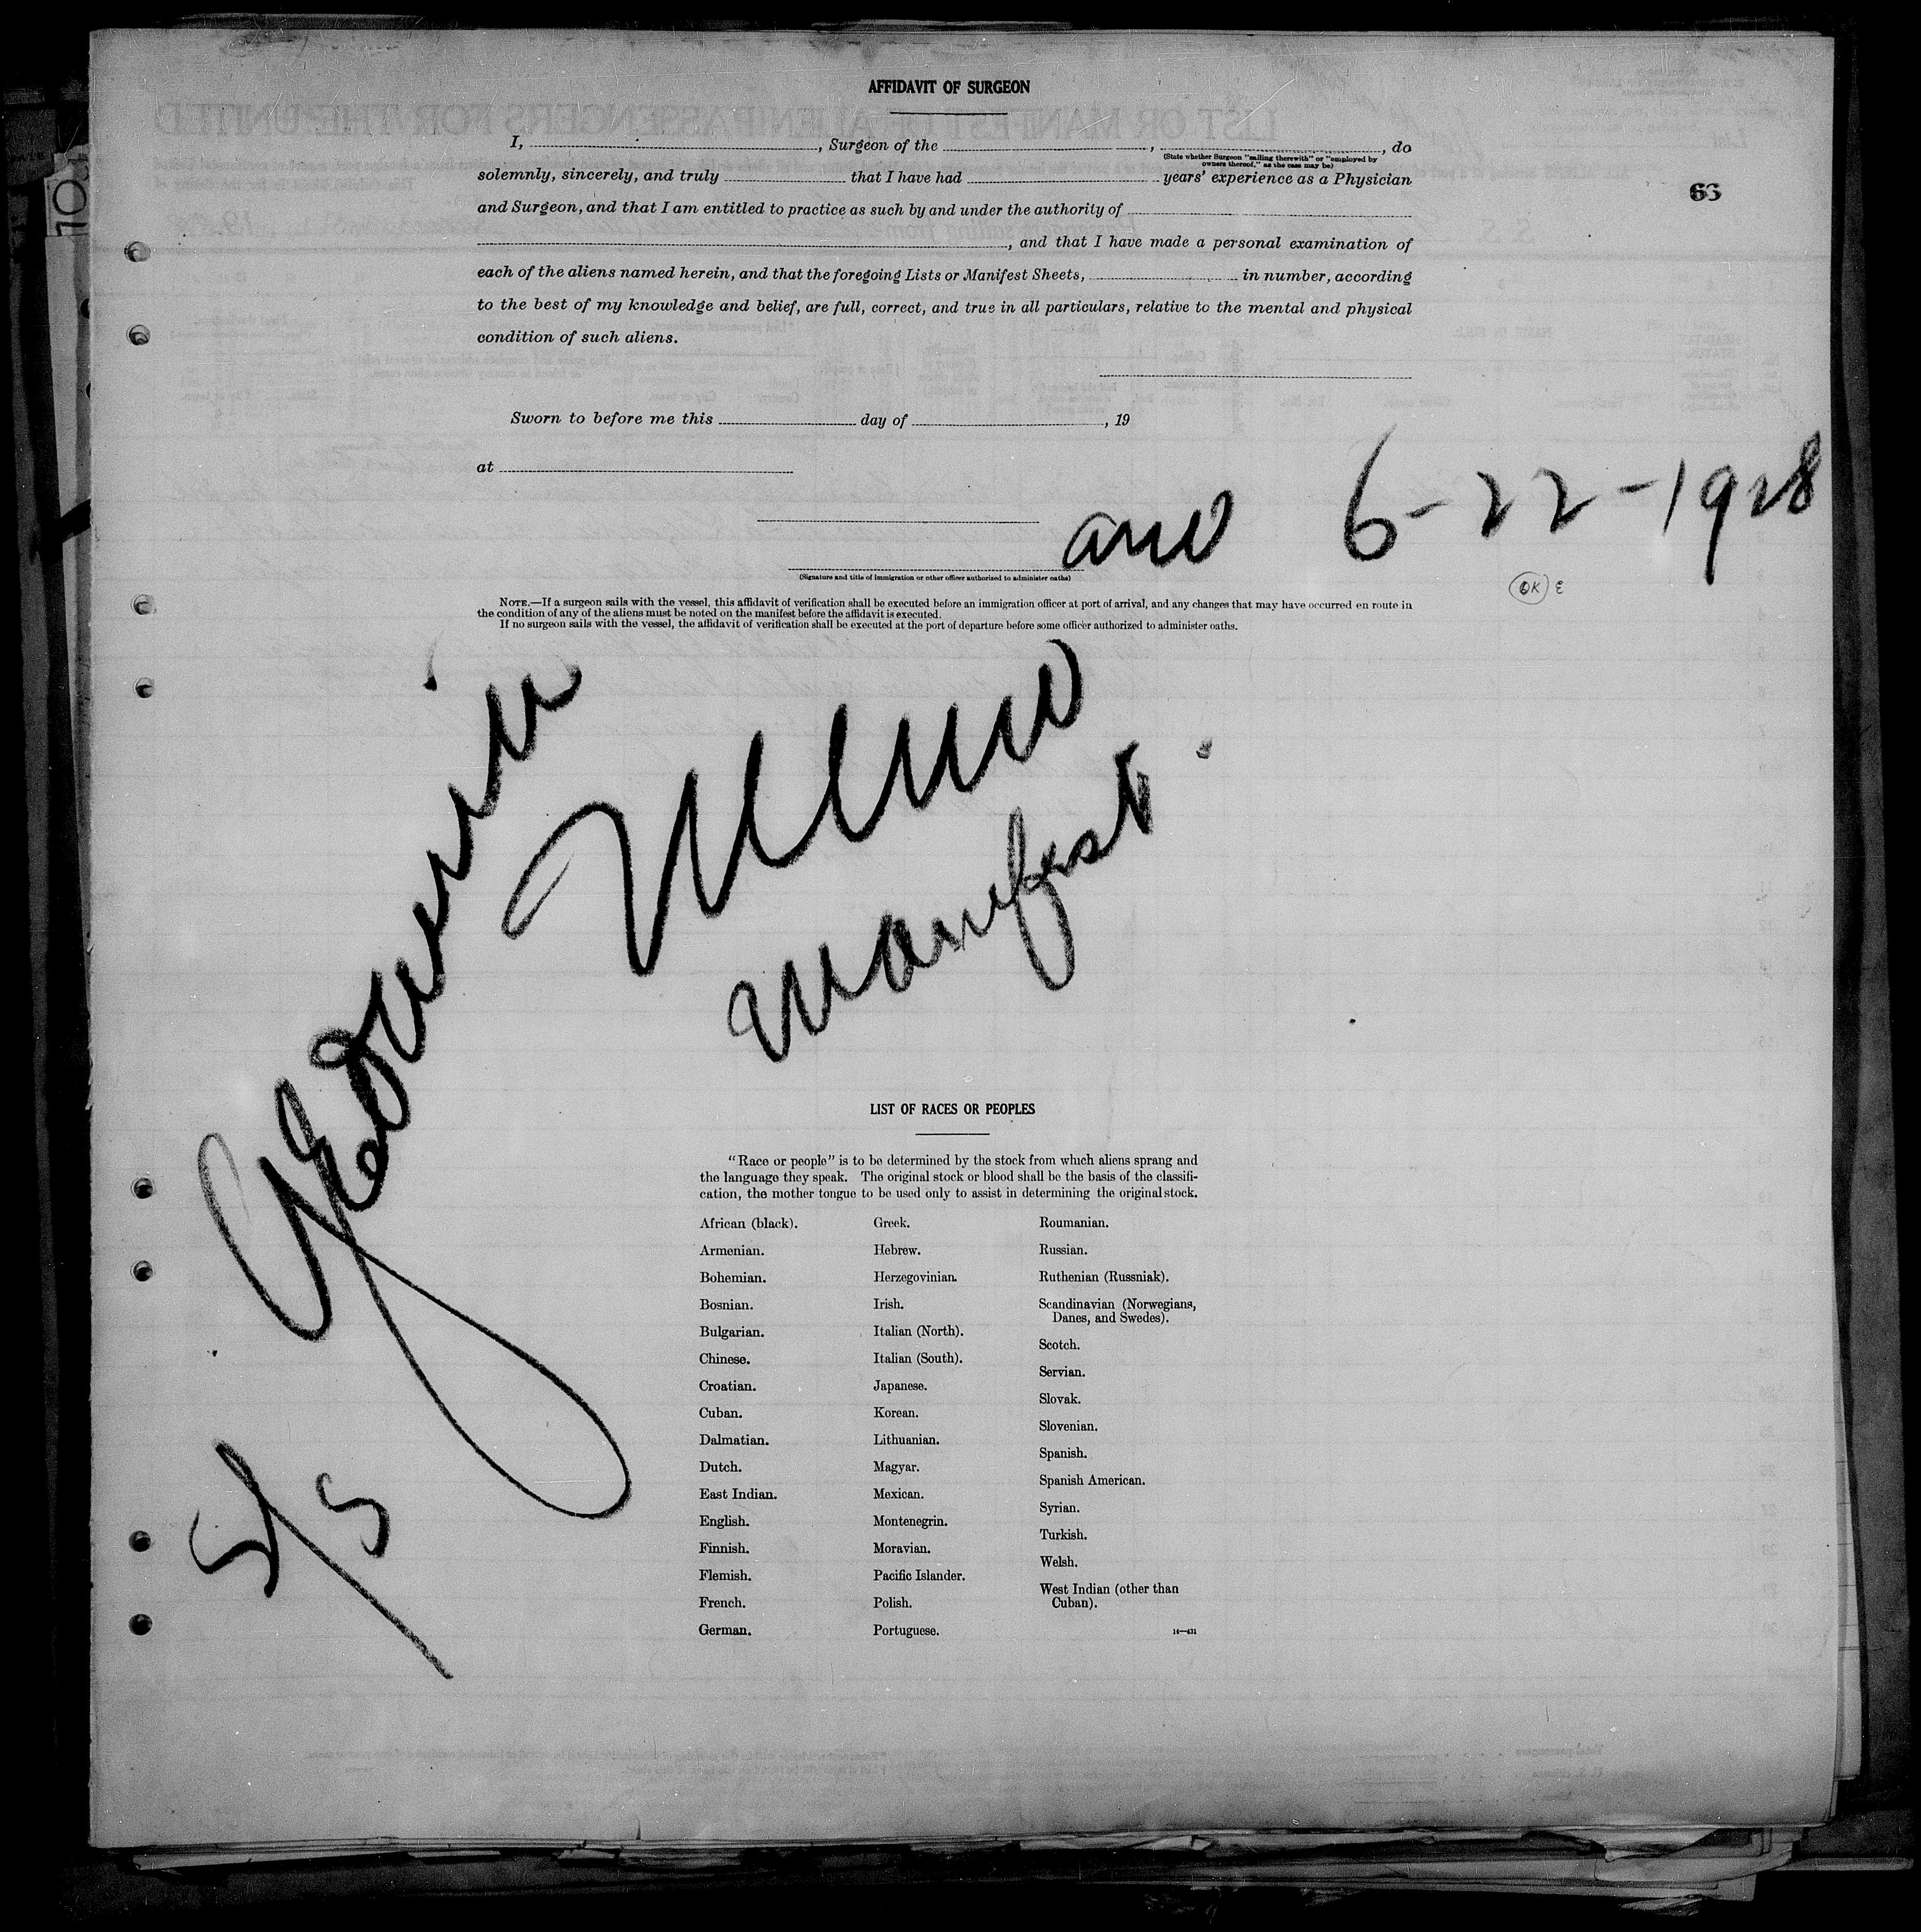 AFFIDAVIT OF SURGEON
I, , Surgeon of the , , do
(State whether Surgeon "sailing therewith" or "employed by
owners thereof," as the case may be)
solemnly, sincerely, and truly that I have had years' experience as a Physician
63
and Surgeon, and that I am entitled to practice as such by and under the authority of
, and that I have made a personal examination of
each of the aliens named herein, and that the foregoing Lists or Manifest Sheets, in number, according
to the best of my knowledge and belief, are full, correct, and true in all particulars, relative to the mental and physical
condition of such aliens.
Sworn to before me this day of , 19
at
6-22-1928
(Signature and title of immigration or other officer authorized to administer oaths)
OK E
NOTE.—If a surgeon sails with the vessel, this affidavit of verification shall be executed before an immigration officer at port of arrival, and any changes that may have occurred en route in
the condition of any of the aliens must be noted on the manifest before the affidavit is executed.
If no surgeon sails with the vessel, the affidavit of verification shall be executed at the port of departure before some officer authorized to administer oaths.
Manifest
S/S
LIST OF RACES OR PEOPLES
"Race or people" is to be determined by the stock from which aliens sprang and
the language they speak. The original stock or blood shall be the basis of the classifi-
cation, the mother tongue to be used only to assist in determining the original stock.
African (black).
Armenian.
Bohemian.
Bosnian.
Bulgarian.
Chinese.
Croatian.
Cuban.
Dalmatian.
Dutch.
East Indian.
English.
Finnish.
Flemish.
French.
German.
Greek.
Hebrew.
Herzegovinian.
Irish.
Italian (North).
Italian (South).
Japanese.
Korean.
Lithuanian.
Magyar.
Mexican.
Montenegrin.
Moravian.
Pacific Islander.
Polish.
Portuguese.
Roumanian.
Russian.
Ruthenian (Russniak).
Scandinavian (Norwegians,
Danes, and Swedes).
Scotch.
Servian.
Slovak.
Slovenian.
Spanish.
Spanish American.
Syrian.
Turkish.
Welsh.
West Indian (other than
Cuban).
14—431